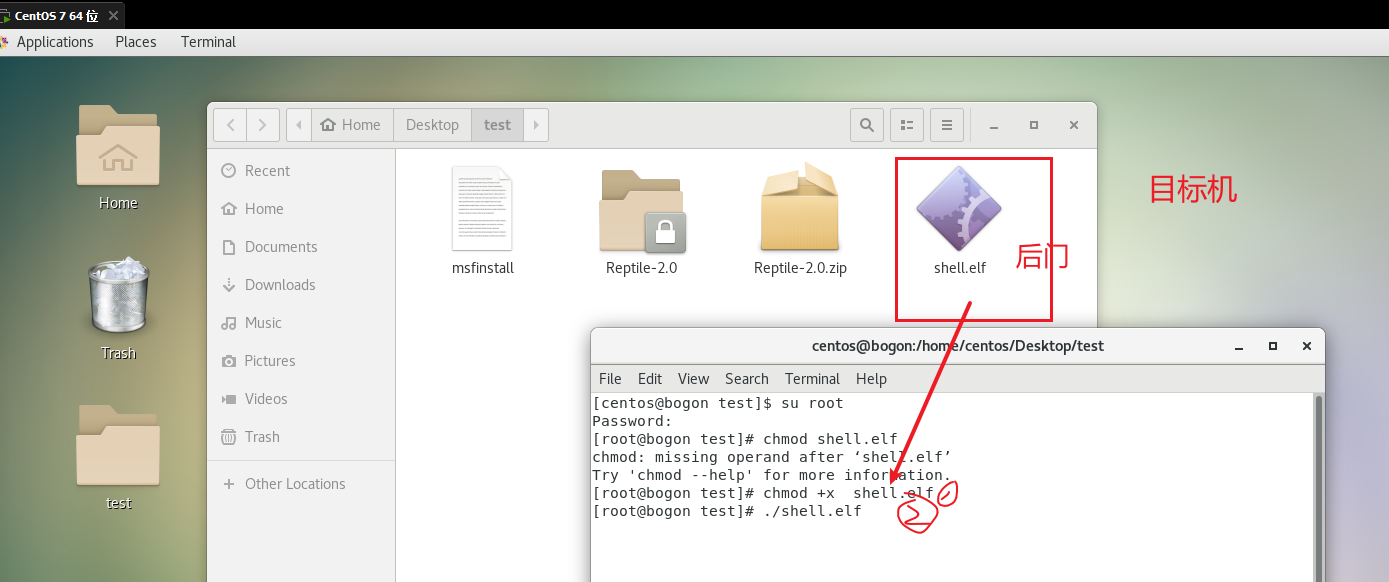 CentOS 7 64 位
Applications Places Terminal
Home Desktop test
Recent
Home
Documents
Downloads
Music
Pictures
Videos
Trash
Other Locations
Home
Trash
test
msfinstall
Reptile-2.0
Reptile-2.0.zip
shell.elf
后门
目标机
centos@bogon:/home/centos/Desktop/test
File Edit View Search Terminal Help
[centos@bogon test]$ su root
Password:
[root@bogon test]# chmod shell.elf
chmod: missing operand after ‘shell.elf’
Try 'chmod --help' for more information.
[root@bogon test]# chmod +x  shell.elf
1
[root@bogon test]# ./shell.elf
2